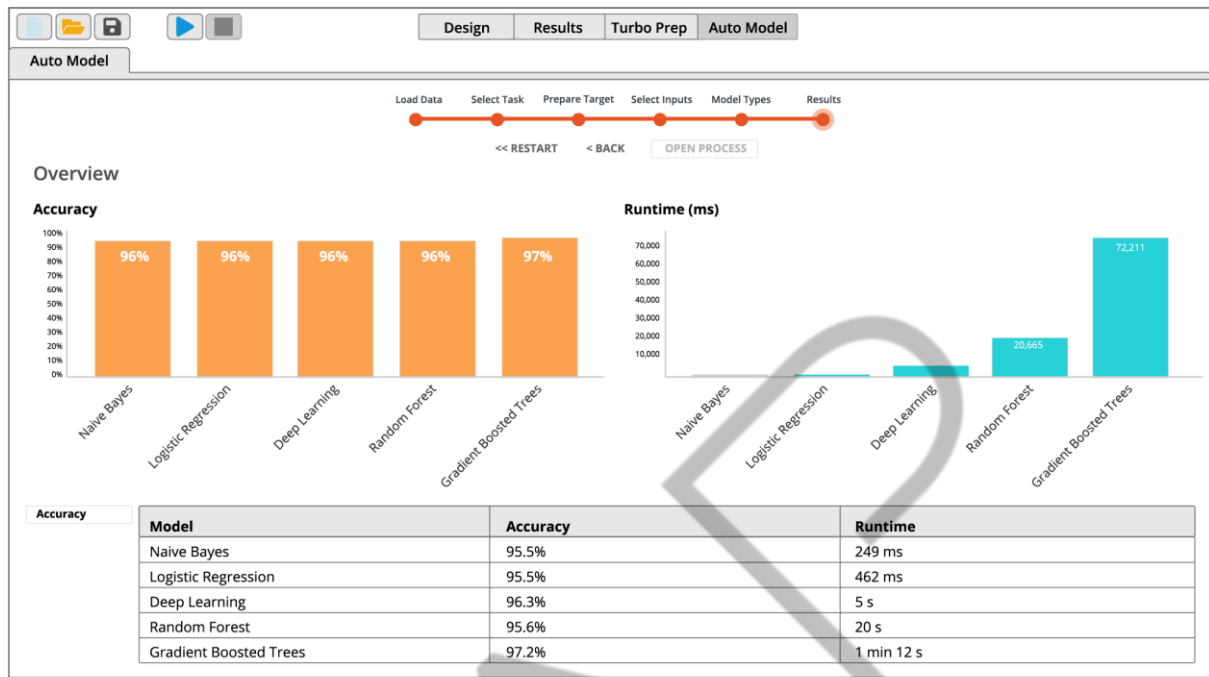 Design Results Turbo Prep Auto Model
Auto Model
Load Data Select Task Prepare Target Select Inputs Model Types Results
<< RESTART < BACK OPEN PROCESS
Overview
Accuracy
100%
90%
80%
70%
60%
50%
40%
30%
20%
10%
0%
96% 96% 96% 96% 97%
Naive Bayes
Logistic Regression
Deep Learning
Random Forest
Gradient Boosted Trees
Runtime (ms)
70,000
60,000
50,000
40,000
30,000
20,000
10,000
20,665
72,211
Naive Bayes
Logistic Regression
Deep Learning
Random Forest
Gradient Boosted Trees
Accuracy
Model Accuracy Runtime
Naive Bayes 95.5% 249 ms
Logistic Regression 95.5% 462 ms
Deep Learning 96.3% 5 s
Random Forest 95.6% 20 s
Gradient Boosted Trees 97.2% 1 min 12 s